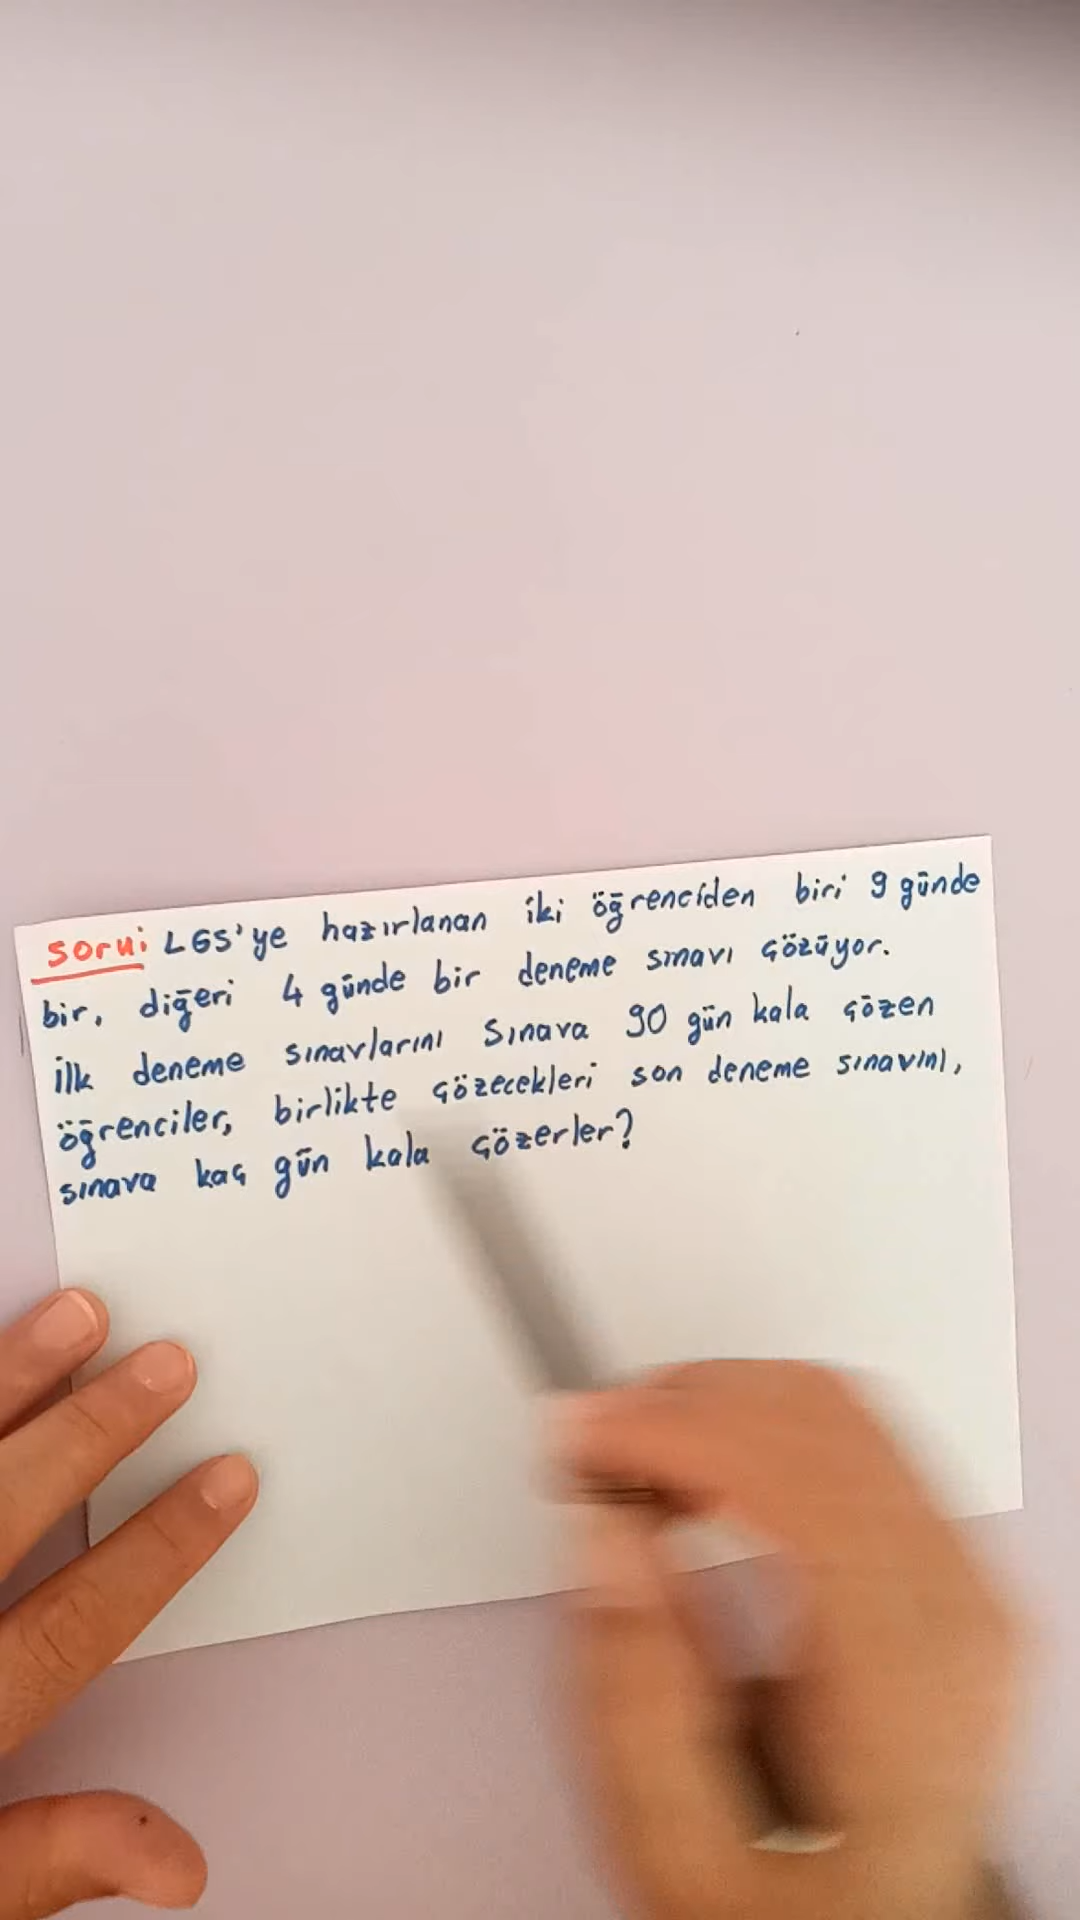 Soru: LGS'ye hazırlanan iki öğrenciden biri 9 günde
bir, diğeri 4 günde bir deneme sınavı çözüyor.
İlk deneme sınavlarını sınava 90 gün kala çözen
öğrenciler, birlikte çözecekleri son deneme sınavını,
sınava kaç gün kala çözerler?